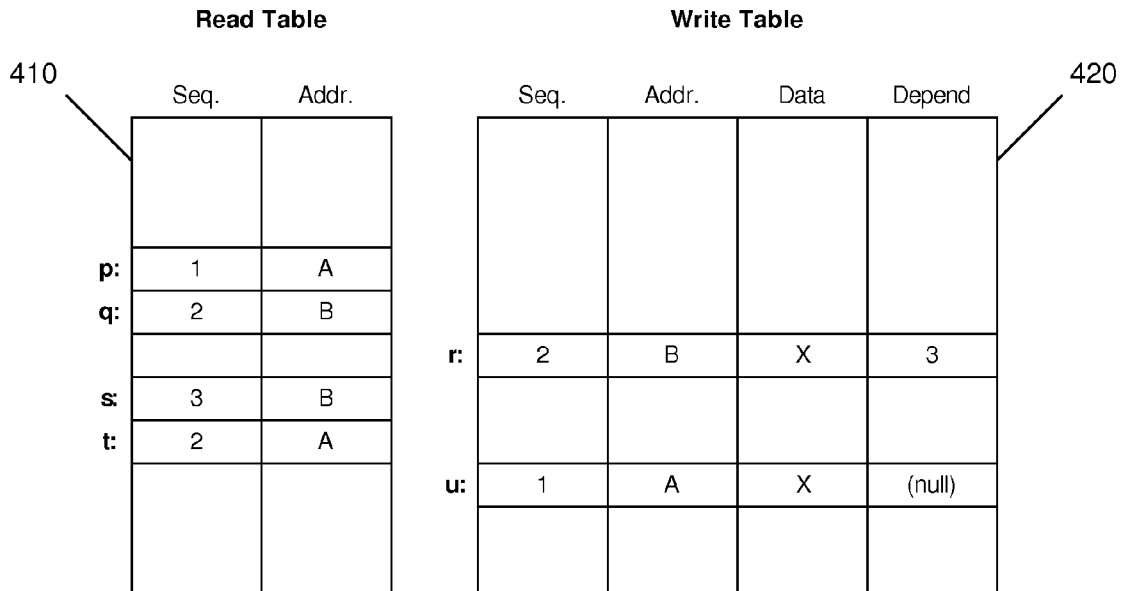 Read Table Write Table
410 420
Seq. Addr. Seq. Addr. Data Depend
p: 1 A
q: 2 B
r: 2 B X 3
s: 3 B
t: 2 A
u: 1 A X (null)